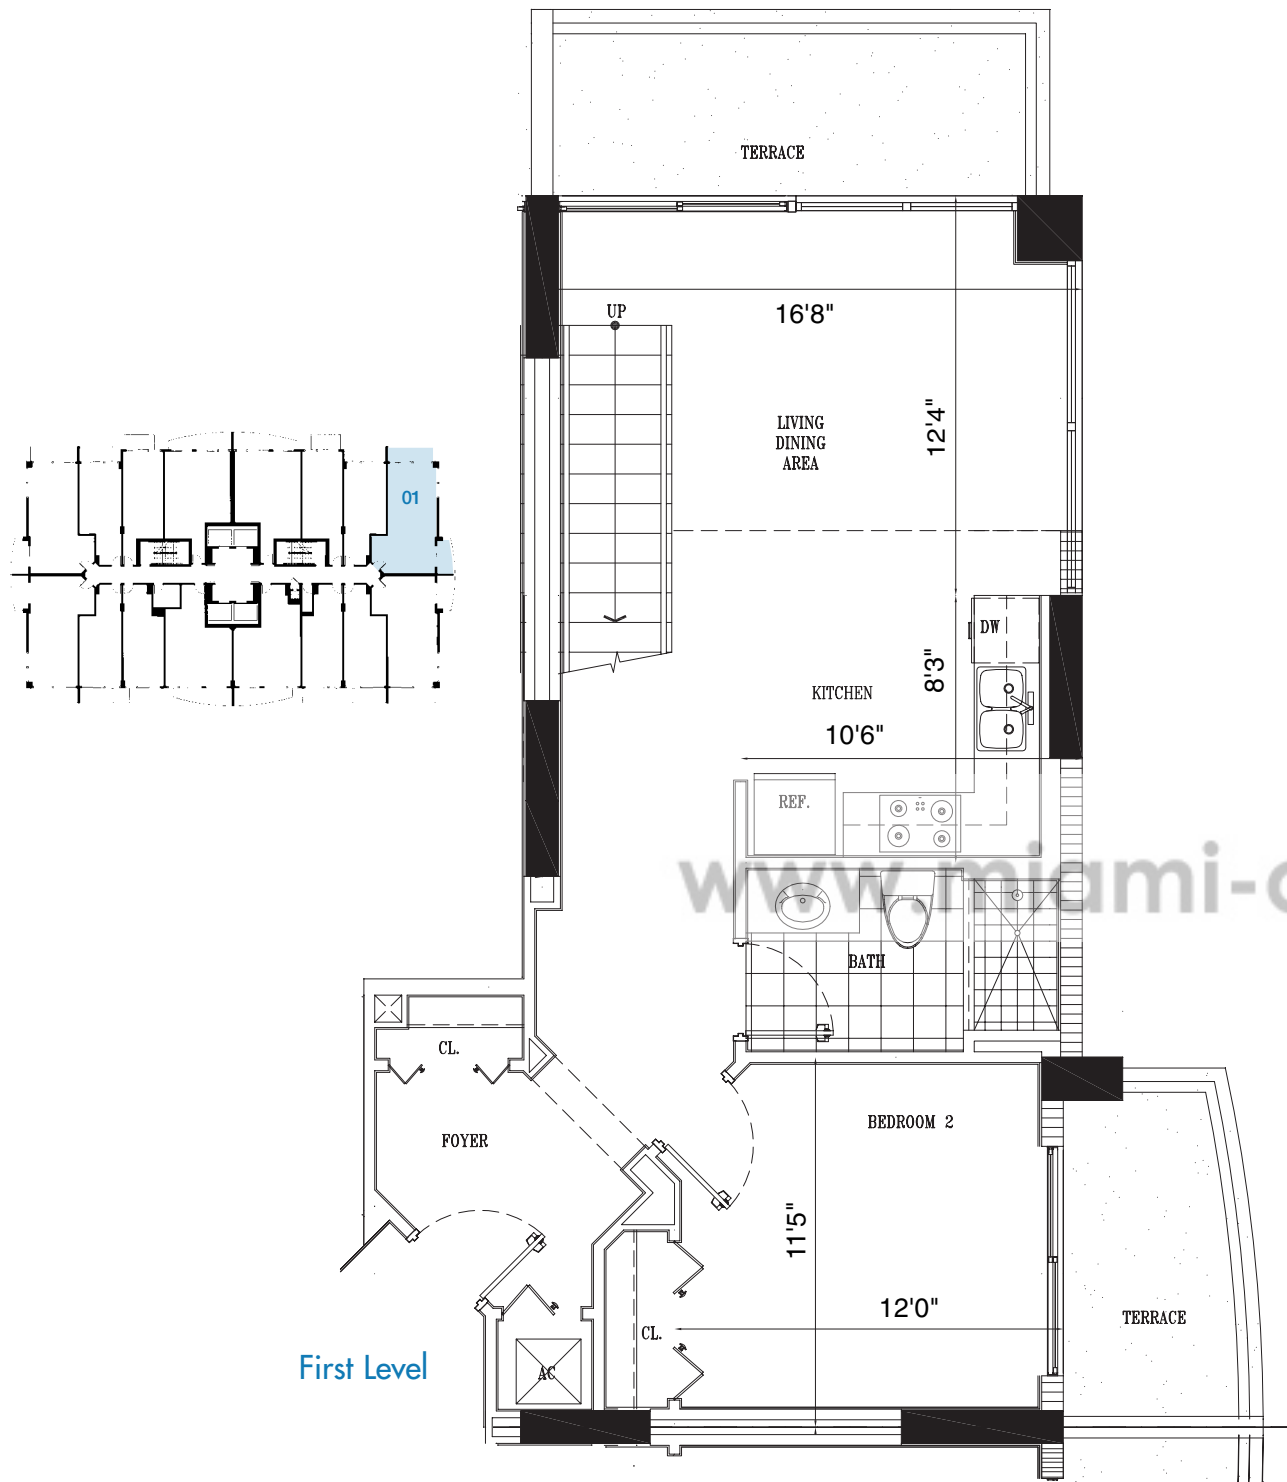 TERRACE
UP
16'8"
LIVING
DINING
AREA
12'4"
01
DW
8'3"
KITCHEN
10'6"
REF.
www.miami-
BATH
CL.
FOYER
BEDROOM 2
11'5"
12'0"
CL.
TERRACE
AC
First Level